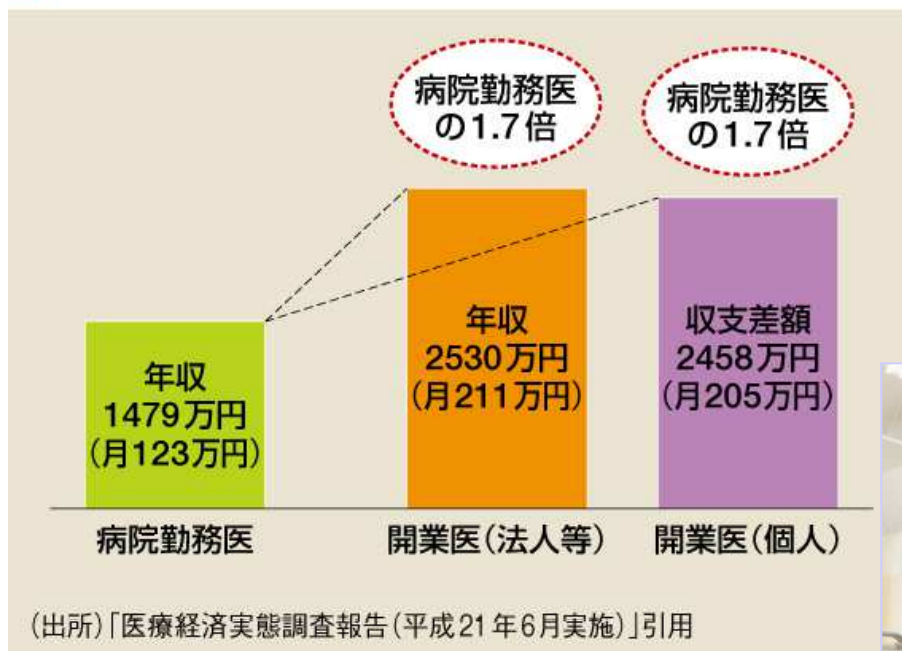 病院勤務医
の1.7倍
病院勤務医
の1.7倍
年収
1479万円
(月123万円)
年収
2530万円
(月211万円)
収支差額
2458万円
(月205万円)
病院勤務医
開業医(法人等)
開業医(個人)
(出所)「医療経済実態調査報告(平成21年6月実施)」引用